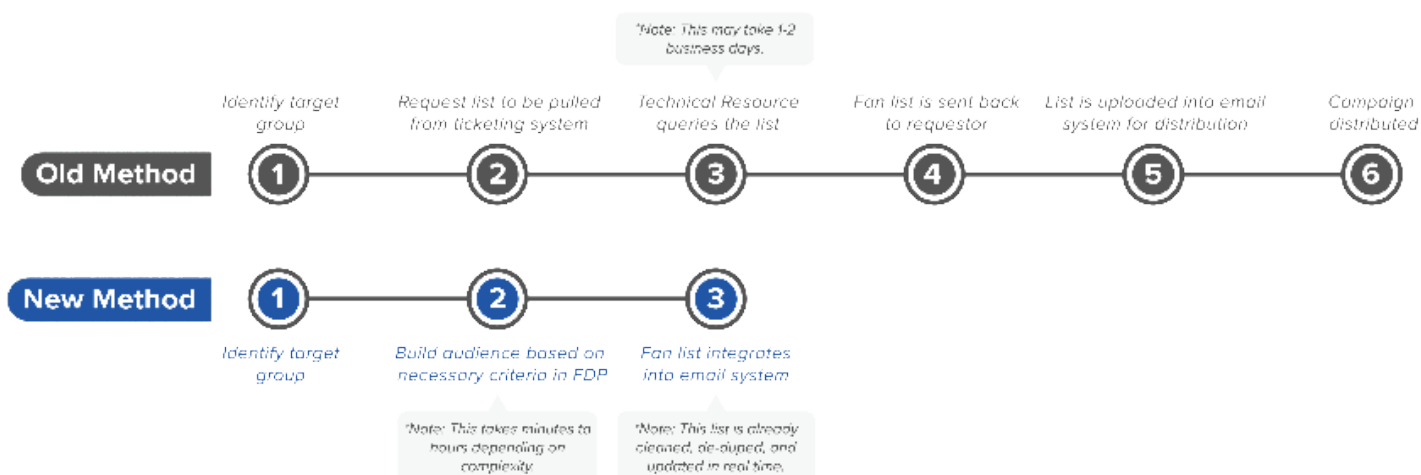 *Note: This may take 1-2
business days.
Identify target
group
Request list to be pulled
from ticketing system
Technical Resource
queries the list
Fan list is sent back
to requestor
List is uploaded into email
system for distribution
Campaign
distributed
Old Method
1
2
3
4
5
6
New Method
1
2
3
Identify target
group
Build audience based on
necessary criteria in FDP
Fan list integrates
into email system
*Note: This takes minutes to
hours depending on
complexity.
*Note: This list is already
cleaned, de-duped, and
updated in real time.